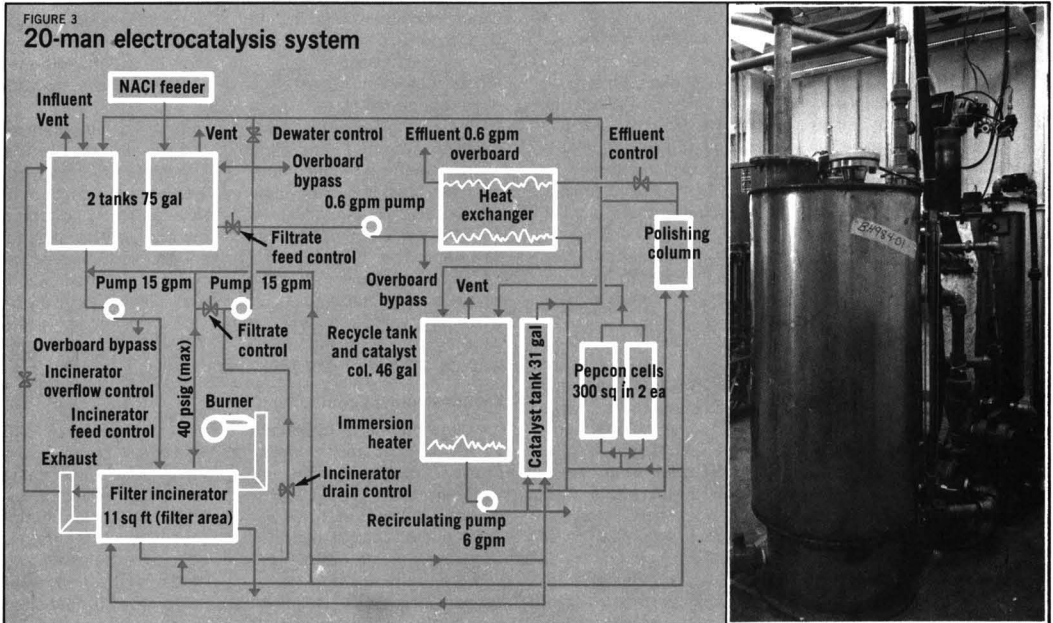 FIGURE 3
20-man electrocatalysis system
NACI feeder
Influent
Vent
Vent
Dewater control
Effluent 0.6 gpm
overboard
Effluent
control
Overboard
bypass
2 tanks 75 gal
0.6 gpm pump
Heat
exchanger
Filtrate
feed control
Polishing
column
Overboard
bypass
Pump 15 gpm
Pump 15 gpm
Vent
Filtrate
control
Overboard bypass
Recycle tank
and catalyst
col. 46 gal
Catalyst tank 31 gal
Pepcon cells
300 sq in 2 ea
Incinerator
overflow control
Incinerator
feed control
40 psig (max)
Burner
Immersion
heater
Exhaust
Filter incinerator
11 sq ft (filter area)
Incinerator
drain control
Recirculating pump
6 gpm